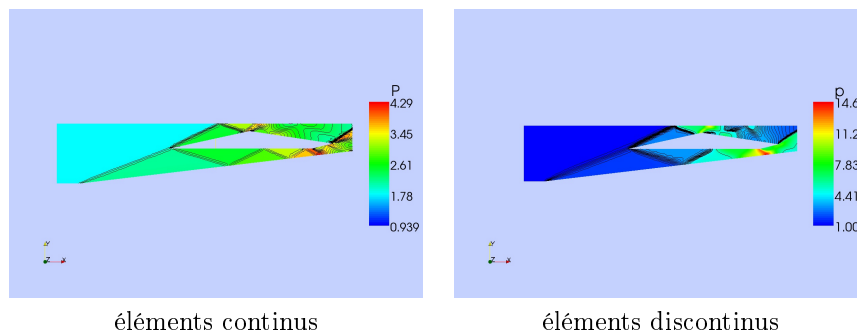 P
4.29
3.45
2.61
1.78
0.939
Y
Z X
éléments continus
p
14.6
11.2
7.83
4.41
1.00
Y
Z X
éléments discontinus